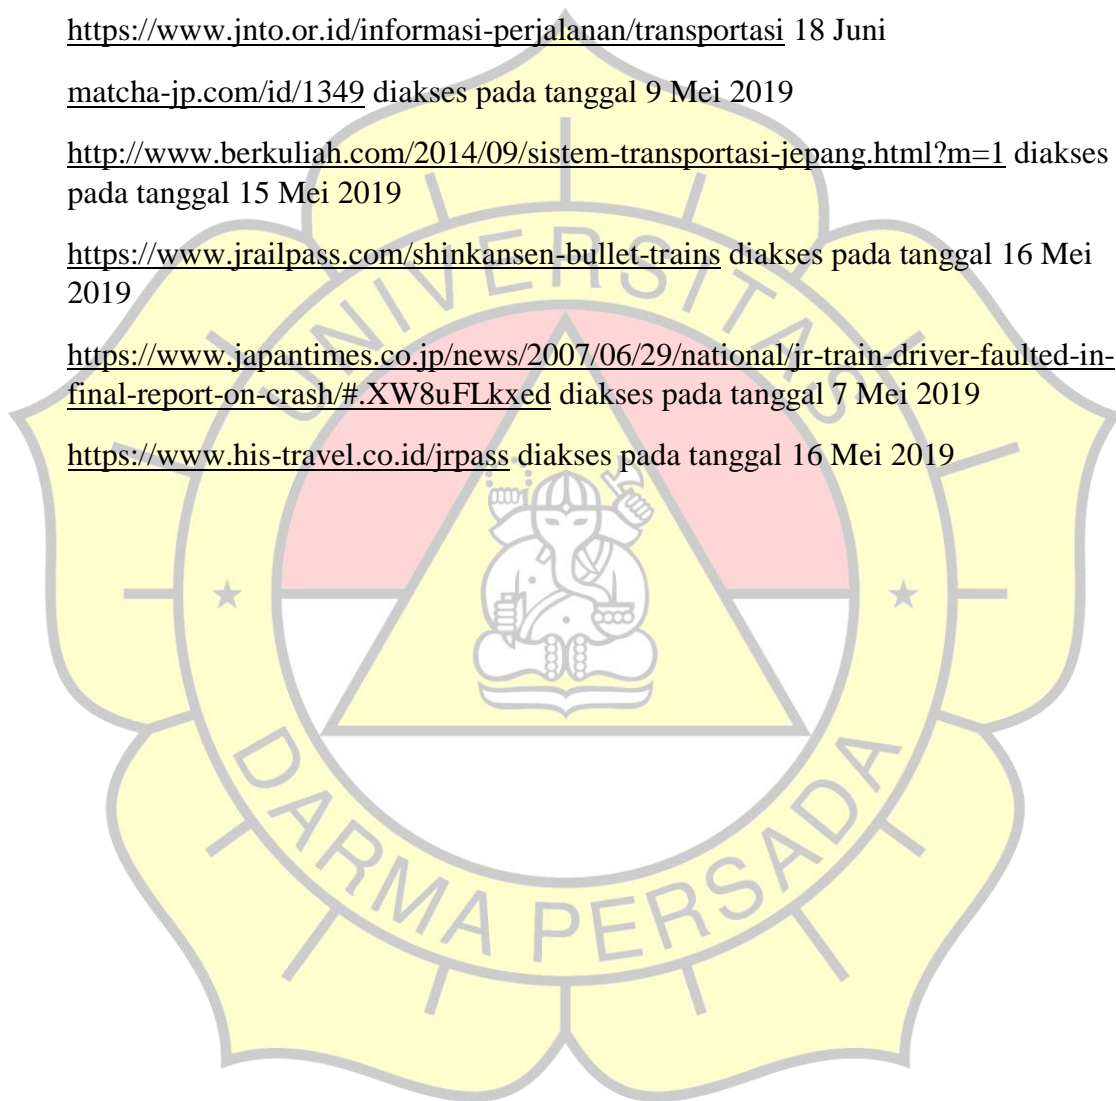 https://www.jnto.or.id/informasi-perjalanan/transportasi 18 Juni
matcha-jp.com/id/1349 diakses pada tanggal 9 Mei 2019
http://www.berkuliah.com/2014/09/sistem-transportasi-jepang.html?m=1 diakses
pada tanggal 15 Mei 2019
https://www.jrailpass.com/shinkansen-bullet-trains diakses pada tanggal 16 Mei
2019
https://www.japantimes.co.jp/news/2007/06/29/national/jr-train-driver-faulted-in-
final-report-on-crash/#.XW8uFLkxed diakses pada tanggal 7 Mei 2019
https://www.his-travel.co.id/jrpass diakses pada tanggal 16 Mei 2019
UNIVERSITAS
DARMA PERSADA